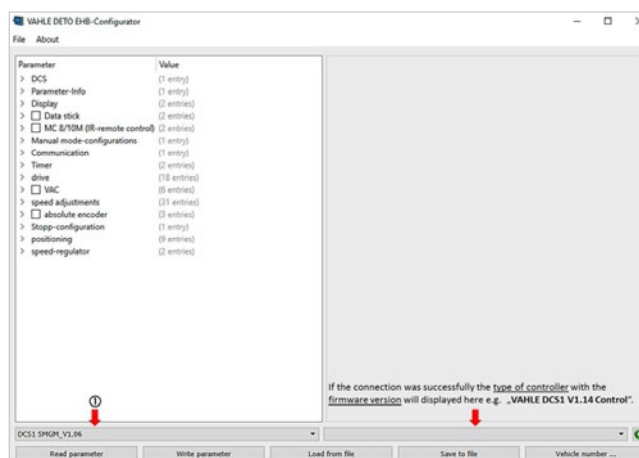 VAHLE DETO EHB-Configurator
File About
Parameter Value
DCS (1 entry)
Parameter-Info (1 entry)
Display (2 entries)
Data stick (2 entries)
MC 8/10M (IR-remote control) (2 entries)
Manual mode-configurations (1 entry)
Communication (1 entry)
Timer (2 entries)
drive (18 entries)
VAC (6 entries)
speed adjustments (31 entries)
absolute encoder (3 entries)
Stopp-configuration (1 entry)
positioning (9 entries)
speed-regulator (2 entries)
If the connection was successfully the type of controller with the
firmware version will displayed here e.g. „VAHLE DCS1 V1.14 Control“.
①
DCS1 SMGM_V1.06
Read parameter Write parameter Load from file Save to file Vehicle number ...